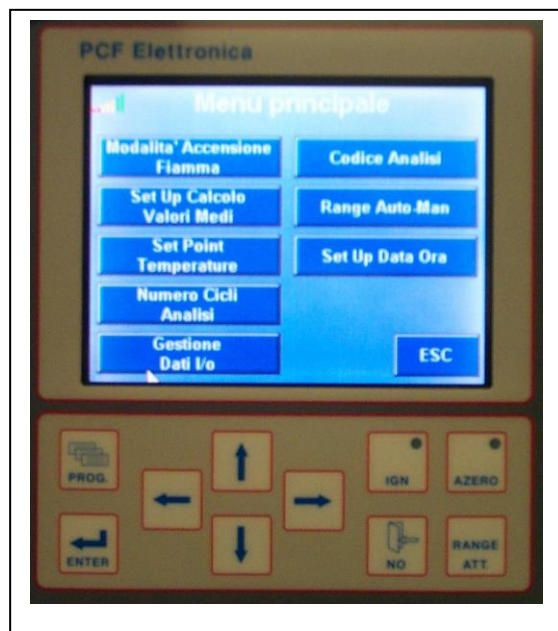 PCF Elettronica
Menu principale
Modalita' Accensione
Fiamma
Codice Analisi
Set Up Calcolo
Valori Medi
Range Auto-Man
Set Point
Temperature
Set Up Data Ora
Numero Cicli
Analisi
Gestione
Dati I/o
ESC
PROG.
IGN
AZERO
ENTER
NO
RANGE
ATT.